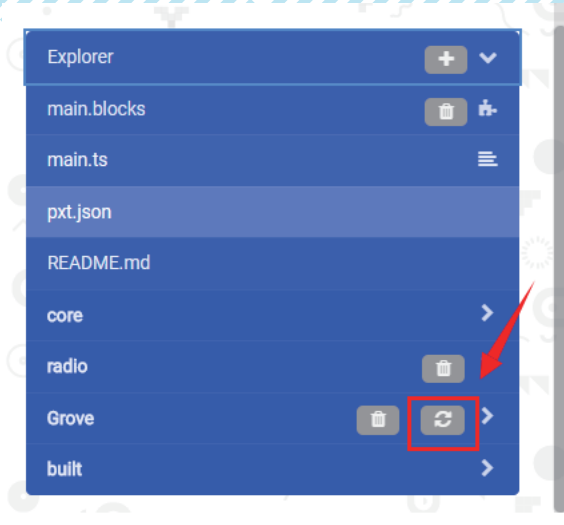 Explorer
main.blocks
main.ts
pxt.json
README.md
core
radio
Grove
built